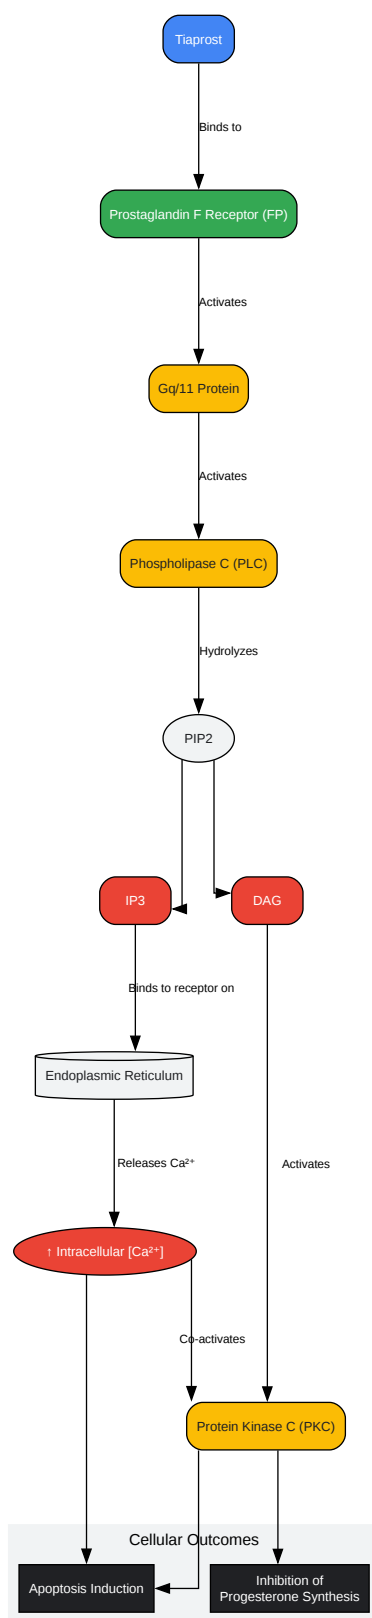 Tiaprost
Binds to
Prostaglandin F Receptor (FP)
Activates
Gq/11 Protein
Activates
Phospholipase C (PLC)
Hydrolyzes
PIP2
IP3
DAG
Binds to receptor on
Endoplasmic Reticulum
Releases Ca²⁺
Activates
↑ Intracellular [Ca²⁺]
Co-activates
Protein Kinase C (PKC)
Cellular Outcomes
Apoptosis Induction
Inhibition of
Progesterone Synthesis